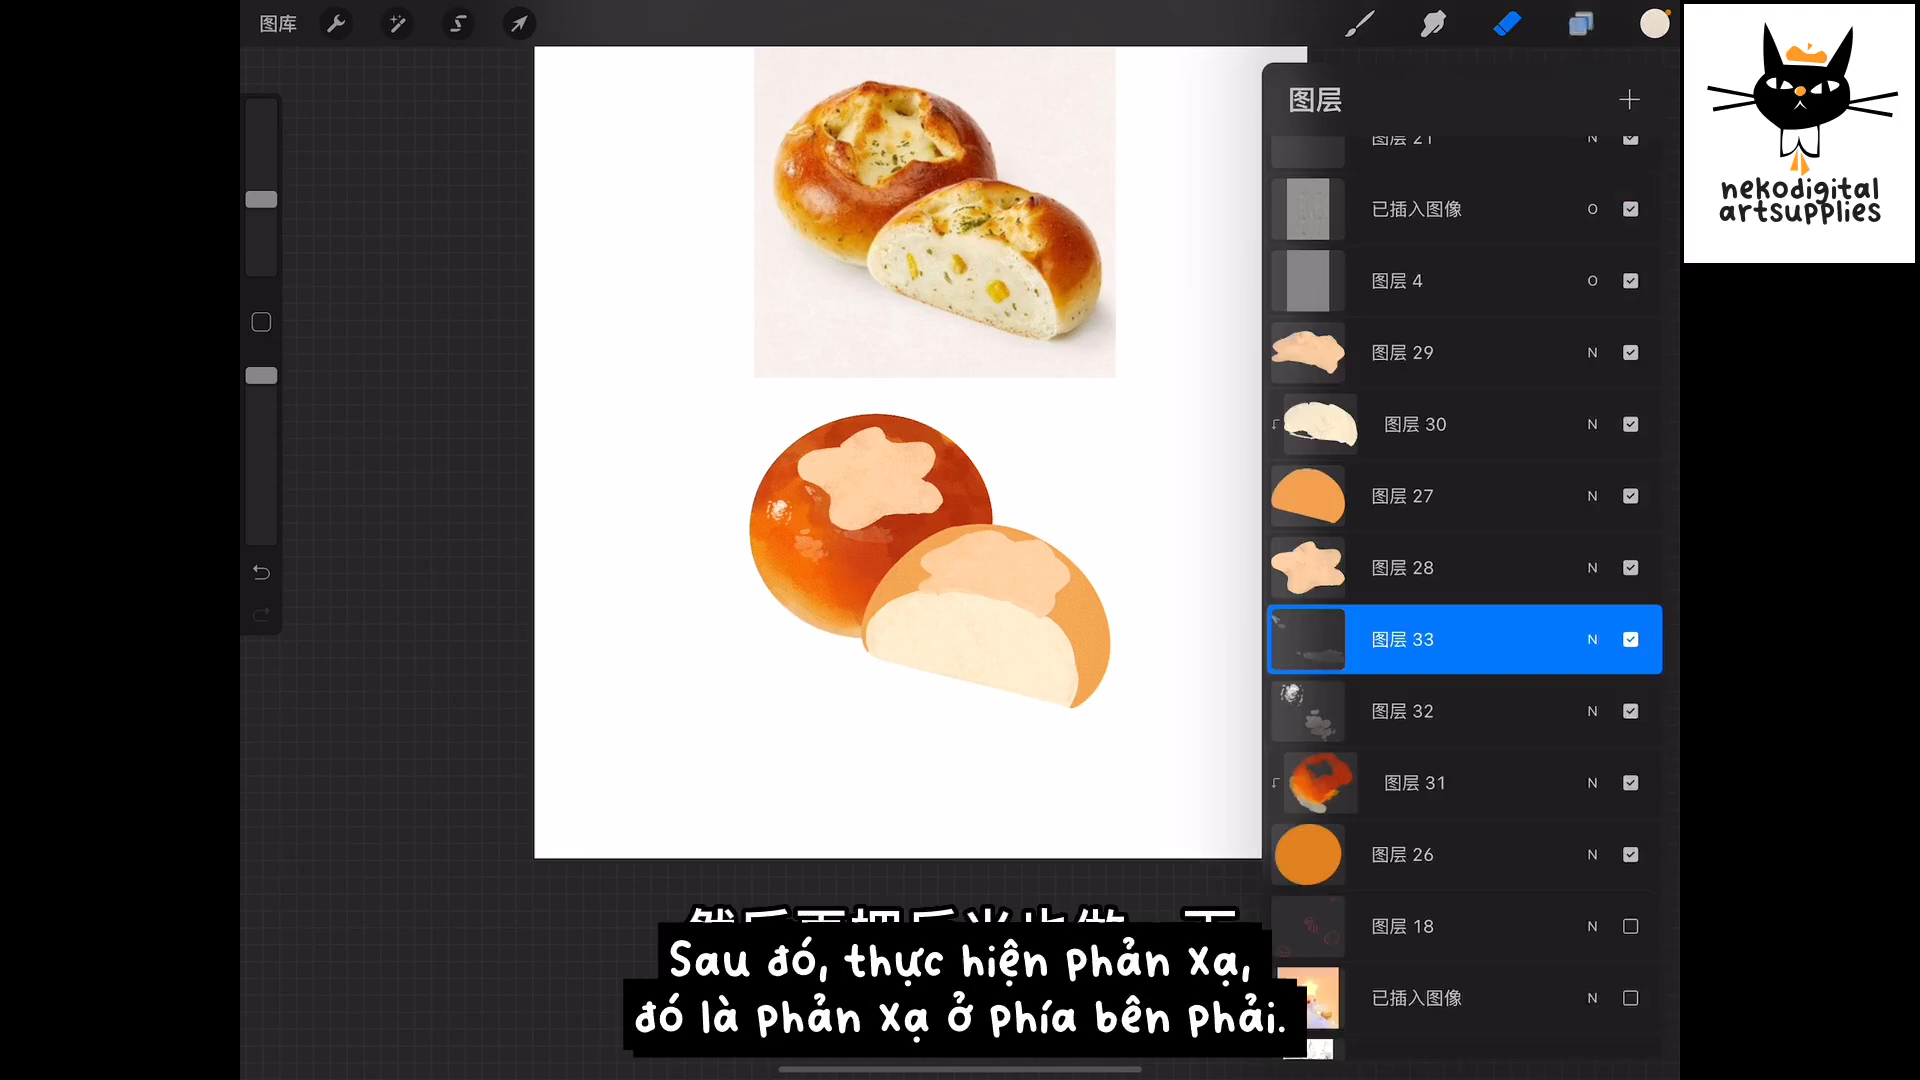 图库
图层
图层 21
N
已插入图像
O
图层 4
O
图层 29
N
图层 30
N
图层 27
N
图层 28
N
图层 33
N
图层 32
N
图层 31
N
图层 26
N
图层 18
N
已插入图像
N
nekodigital
artsupplies
Sau đó, thực hiện phản xạ,
đó là phản xạ ở phía bên phải.